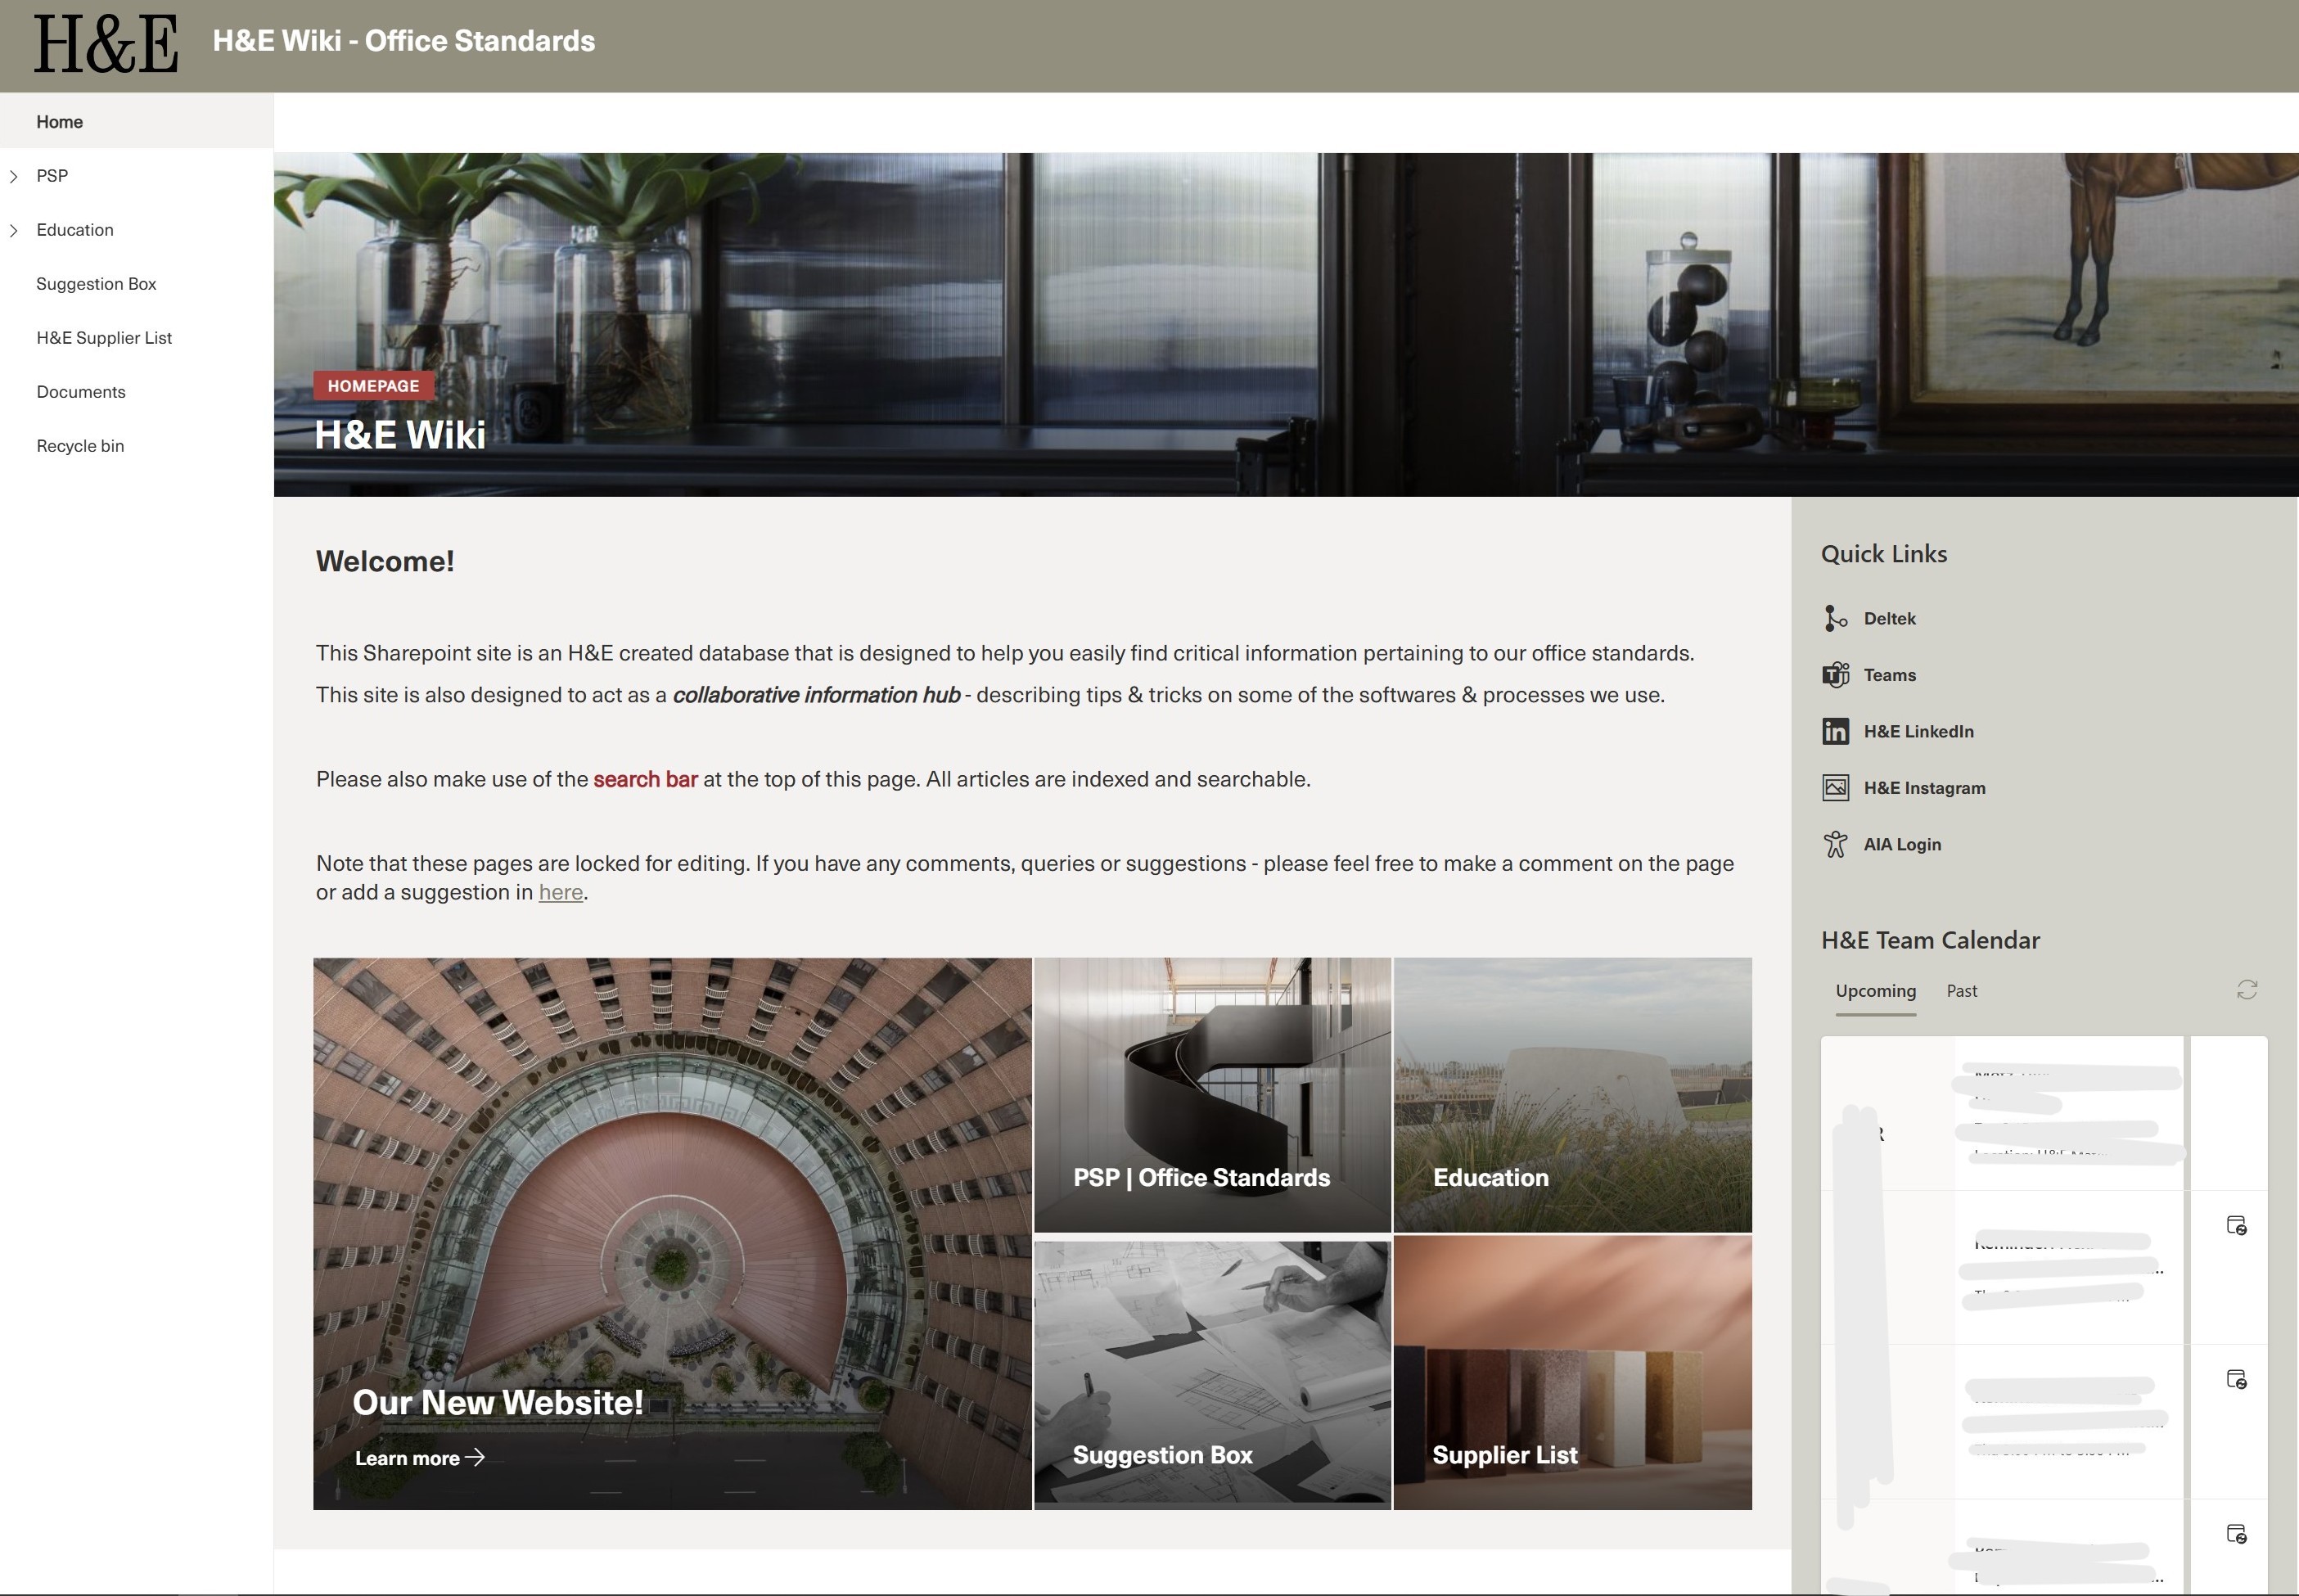 H&E
H&E Wiki - Office Standards
Home
PSP
Education
Suggestion Box
H&E Supplier List
Documents
Recycle bin
HOMEPAGE
H&E Wiki
Welcome!
This Sharepoint site is an H&E created database that is designed to help you easily find critical information pertaining to our office standards.
This site is also designed to act as a collaborative information hub - describing tips & tricks on some of the softwares & processes we use.
Please also make use of the search bar at the top of this page. All articles are indexed and searchable.
Note that these pages are locked for editing. If you have any comments, queries or suggestions - please feel free to make a comment on the page
or add a suggestion in here.
Our New Website!
Learn more
PSP | Office Standards
Education
Suggestion Box
Supplier List
Quick Links
Deltek
Teams
H&E LinkedIn
H&E Instagram
AIA Login
H&E Team Calendar
Upcoming
Past